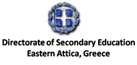 Directorate of Secondary Education
Eastern Attica, Greece